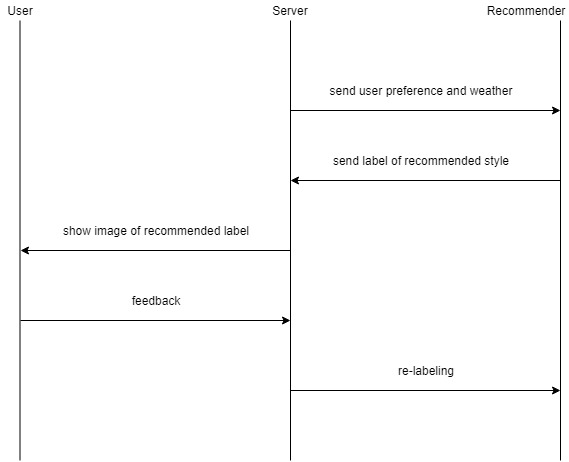 User
Server
Recommender
send user preference and weather
send label of recommended style
show image of recommended label
feedback
re-labeling